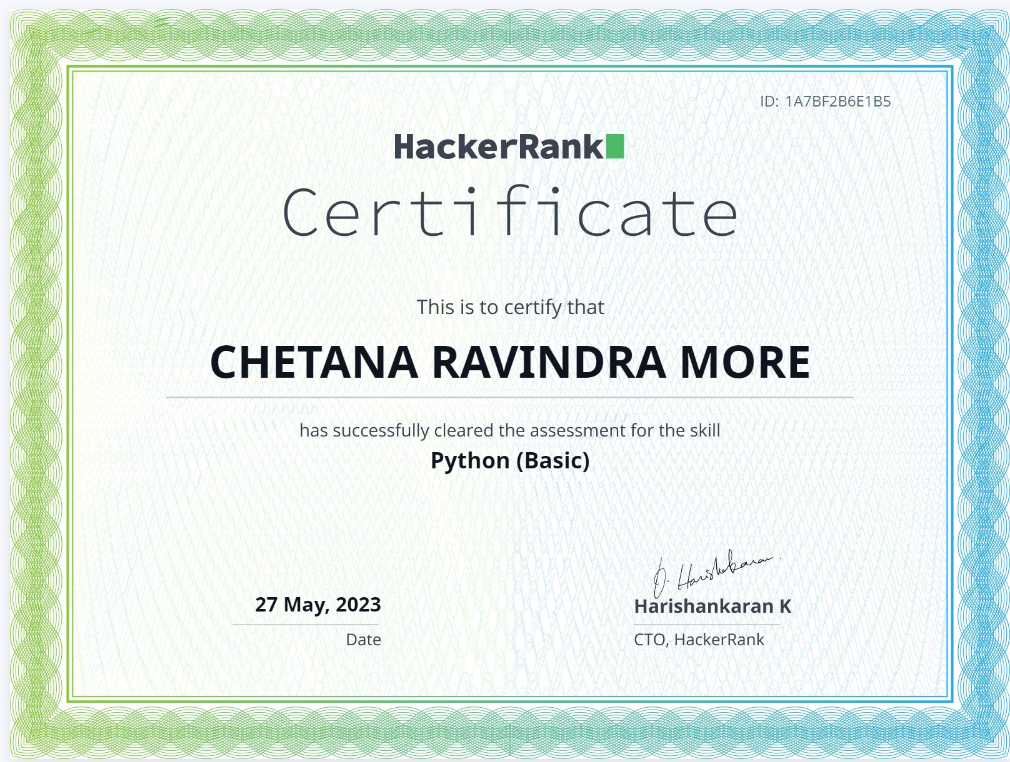 ID: 1A7BF2B6E1B5
HackerRank
Certificate
This is to certify that
CHETANA RAVINDRA MORE
has successfully cleared the assessment for the skill
Python (Basic)
27 May, 2023
Date
H. Harishankaran
Harishankaran K
CTO, HackerRank